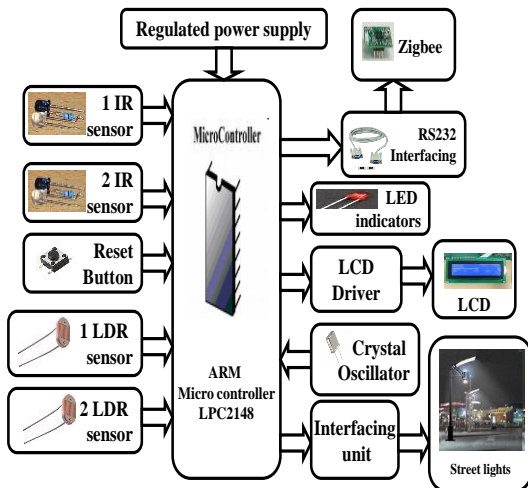 Regulated power supply
Zigbee
1 IR
sensor
MicroController
RS232
Interfacing
2 IR
sensor
LED
indicators
Reset
Button
LCD
Driver
LCD
1 LDR
sensor
Crystal
Oscillator
ARM
Micro controller
LPC2148
2 LDR
sensor
Interfacing
unit
Street lights